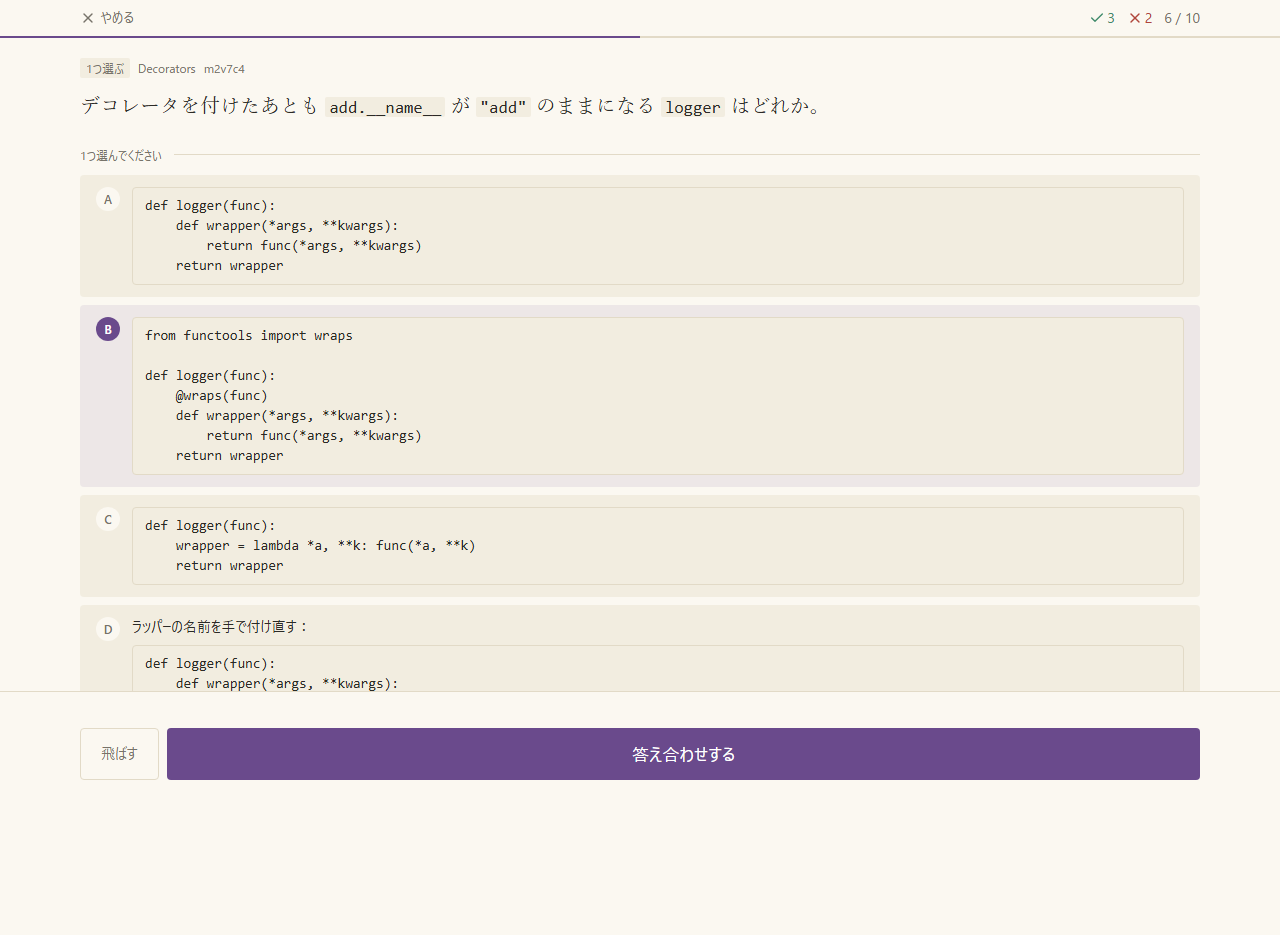 やめる
3 2 6 / 10
1つ選ぶ Decorators m2v7c4
デコレータを付けたあとも add.__name__ が "add" のままになる logger はどれか。
1つ選んでください
A
def logger(func):
    def wrapper(*args, **kwargs):
        return func(*args, **kwargs)
    return wrapper
B
from functools import wraps

def logger(func):
    @wraps(func)
    def wrapper(*args, **kwargs):
        return func(*args, **kwargs)
    return wrapper
C
def logger(func):
    wrapper = lambda *a, **k: func(*a, **k)
    return wrapper
D
ラッパーの名前を手で付け直す：
def logger(func):
    def wrapper(*args, **kwargs):
飛ばす
答え合わせする